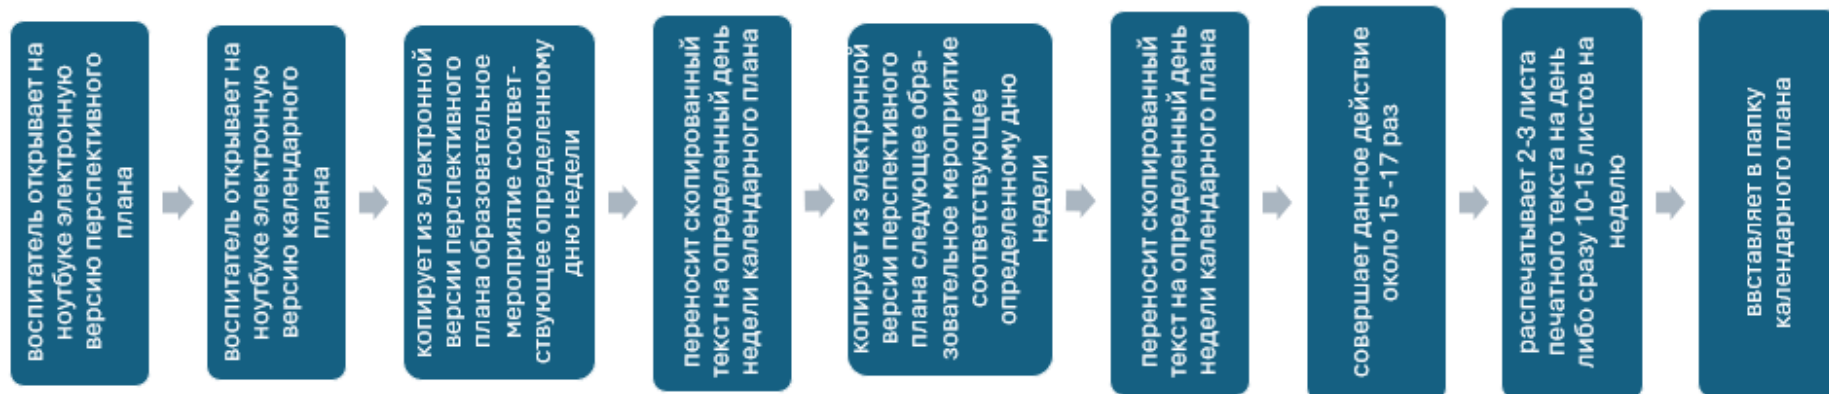 воспитатель открывает на
ноутбуке электронную
версию перспективного
плана
воспитатель открывает на
ноутбуке электронную
версию календарного
плана
копирует из электронной
версии перспективного
плана образовательное
мероприятие соответ-
ствующее определенному
дню недели
переносит скопированный
текст на определенный день
недели календарного плана
копирует из электронной
версии перспективного
плана следующее обра-
зовательное мероприятие
соответствующее
определенному дню
недели
переносит скопированный
текст на определенный день
недели календарного плана
совершает данное действие
около 15 -17 раз
распечатывает 2-3 листа
печатного текста на день
либо сразу 10-15 листов на
неделю
ввставляет в папку
календарного плана